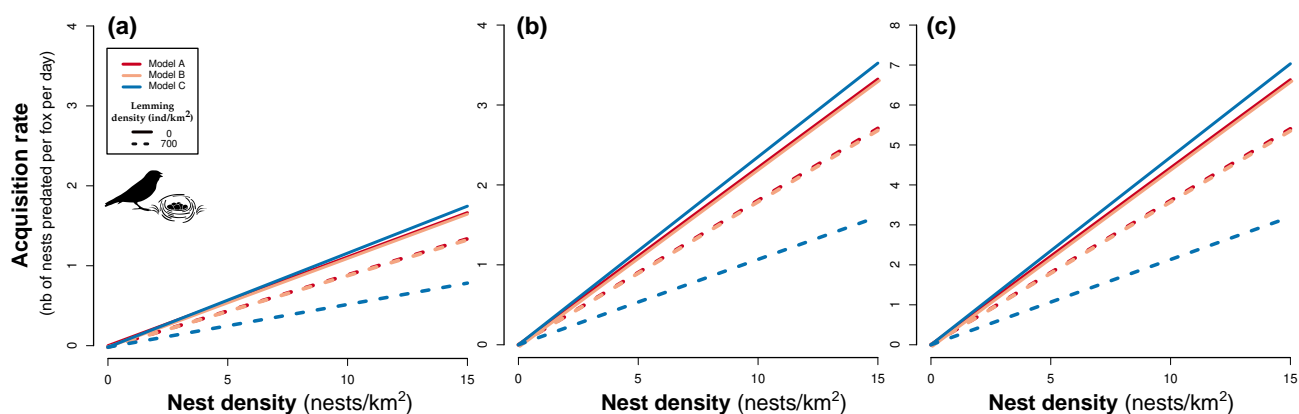 (a)
(b)
(c)
Acquisition rate
(nb of nests predated per fox per day)
4
3
2
1
0
Model A
Model B
Model C
Lemming
density (ind/km²)
0
700
0
5
10
15
Nest density (nests/km²)
4
3
2
1
0
0
5
10
15
Nest density (nests/km²)
8
7
6
5
4
3
2
1
0
0
5
10
15
Nest density (nests/km²)